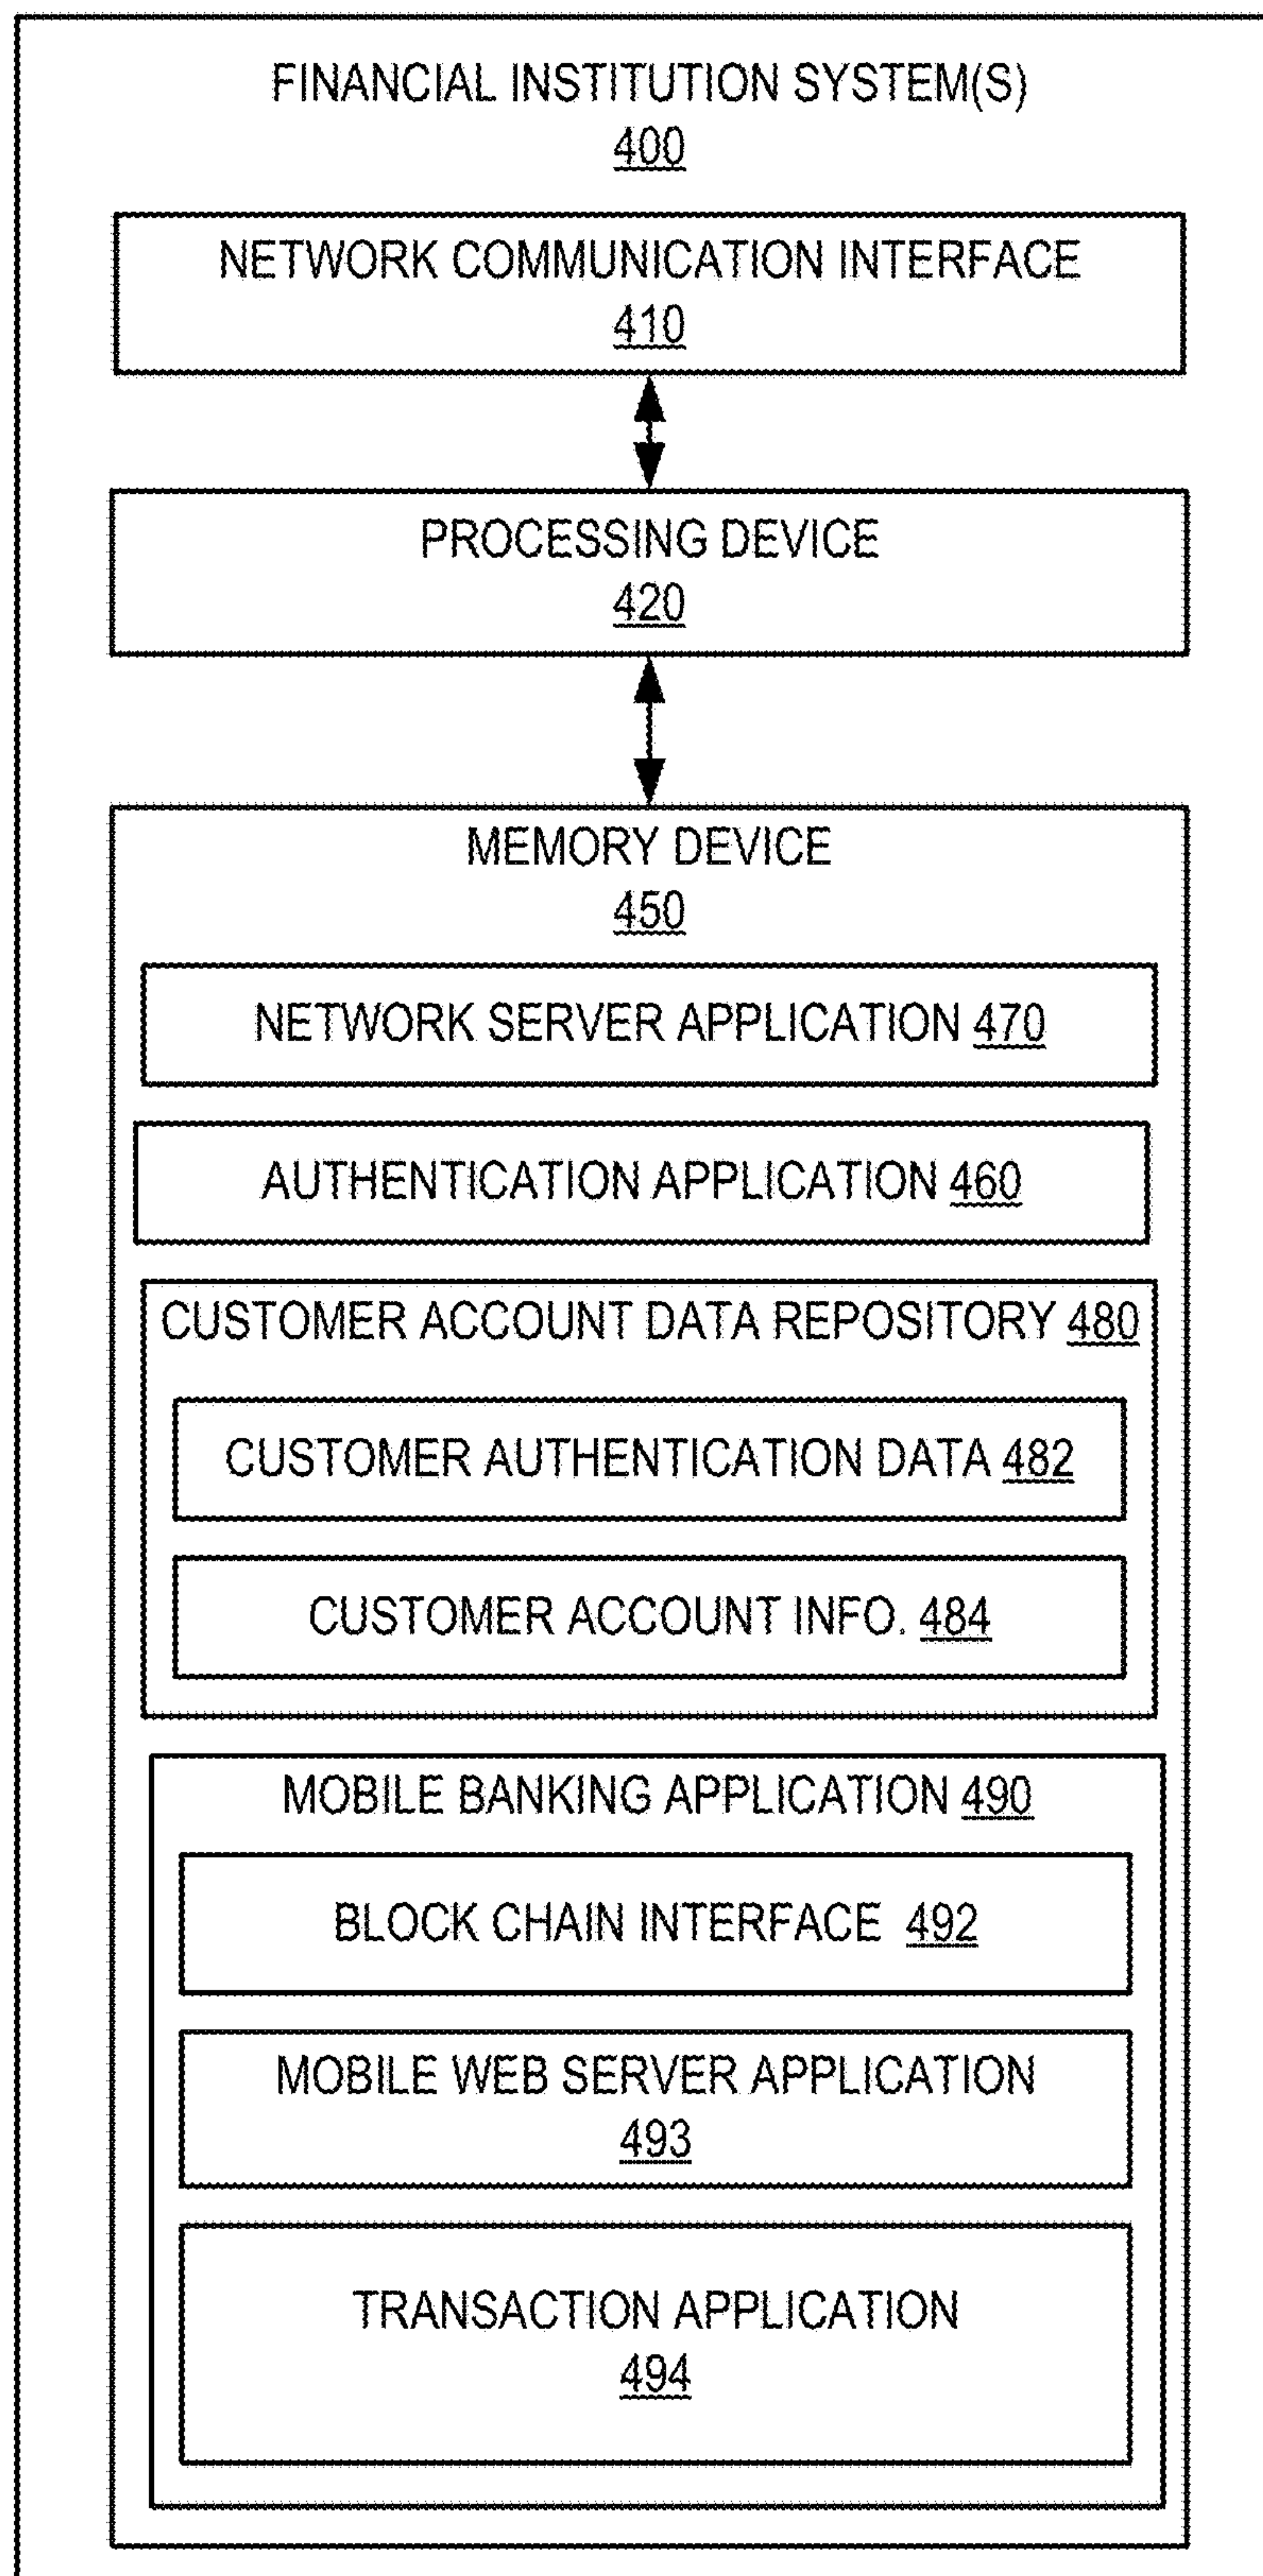 FINANCIAL INSTITUTION SYSTEM(S)
400
NETWORK COMMUNICATION INTERFACE
410
PROCESSING DEVICE
420
MEMORY DEVICE
450
NETWORK SERVER APPLICATION 470
AUTHENTICATION APPLICATION 460
CUSTOMER ACCOUNT DATA REPOSITORY 480
CUSTOMER AUTHENTICATION DATA 482
CUSTOMER ACCOUNT INFO. 484
MOBILE BANKING APPLICATION 490
BLOCK CHAIN INTERFACE 492
MOBILE WEB SERVER APPLICATION
493
TRANSACTION APPLICATION
494